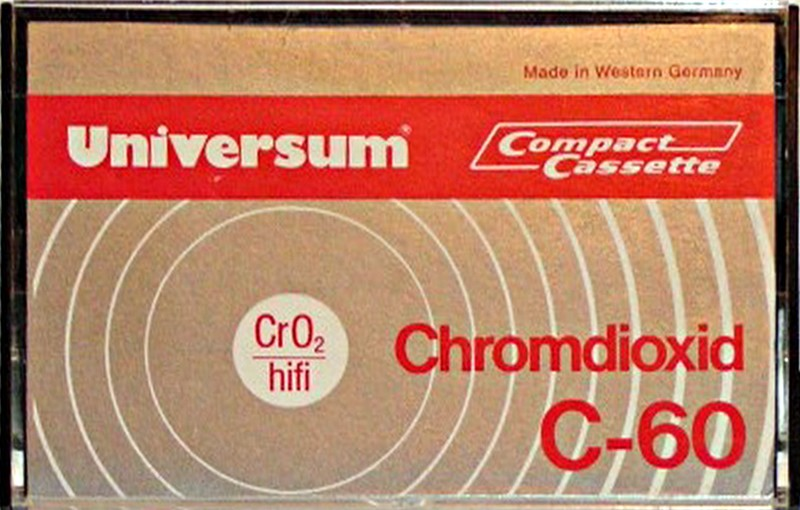 Made in Western Germany
Universum®
Compact
Cassette
CrO₂
hifi
Chromdioxid
C-60